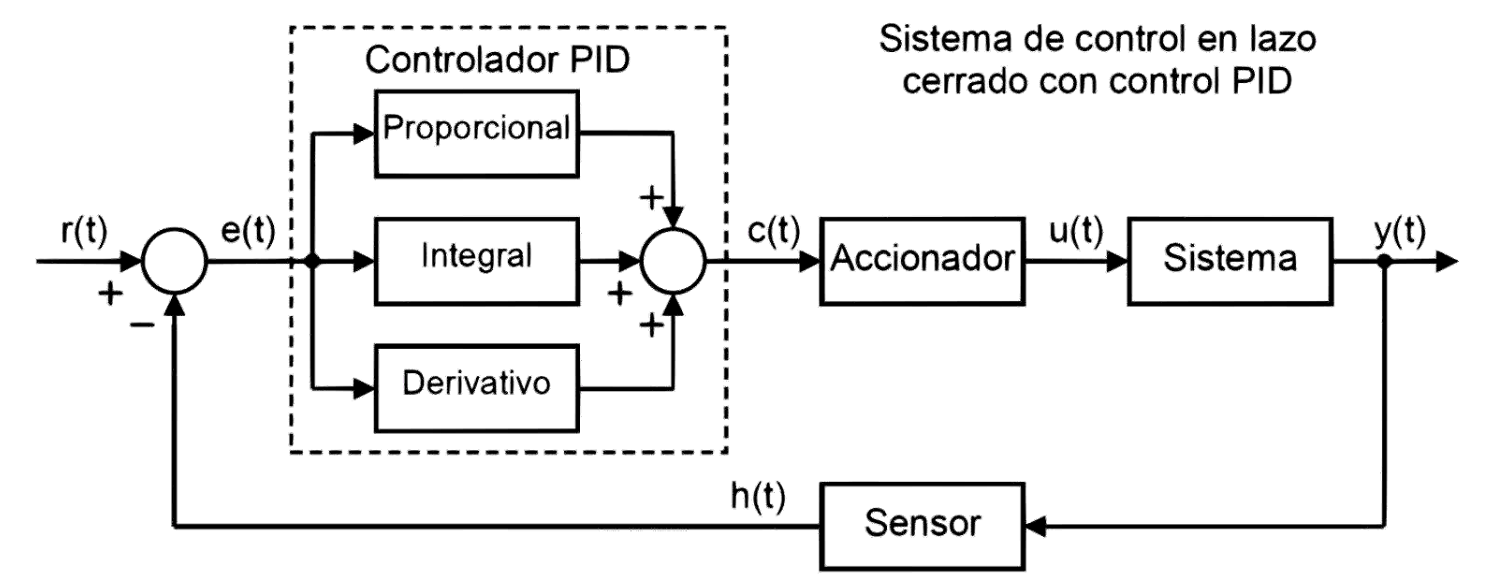 Sistema de control en lazo
cerrado con control PID
Controlador PID
Proporcional
+
r(t)
e(t)
Integral
c(t)
Accionador
u(t)
Sistema
y(t)
+
−
+
+
Derivativo
h(t)
Sensor